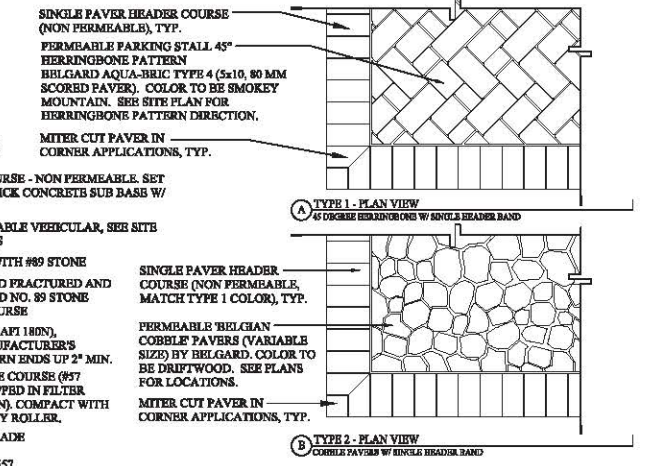 SINGLE PAVER HEADER COURSE
(NON PERMEABLE), TYP.
PERMEABLE PARKING STALL 45°
HERRINGBONE PATTERN
BELGARD AQUA-BRIC TYPE 4 (5x10, 80 MM
SCORED PAVER). COLOR TO BE SMOKEY
MOUNTAIN. SEE SITE PLAN FOR
HERRINGBONE PATTERN DIRECTION.
MITER CUT PAVER IN
CORNER APPLICATIONS, TYP.
A TYPE 1 - PLAN VIEW
45 DEGREE HERRINGBONE W/ SINGLE HEADER BAND
URSE - NON PERMEABLE. SET
ICK CONCRETE SUB BASE W/
ABLE VEHICULAR, SEE SITE
S
WITH #89 STONE
D FRACTURED AND
D NO. 89 STONE
URSE
AFI 180N),
UFACTURER'S
RN ENDS UP 2" MIN.
E COURSE (#57
PPED IN FILTER
N). COMPACT WITH
Y ROLLER.
ADE
#57
SINGLE PAVER HEADER
COURSE (NON PERMEABLE,
MATCH TYPE 1 COLOR), TYP.
PERMEABLE 'BELGIAN
COBBLE' PAVERS (VARIABLE
SIZE) BY BELGARD. COLOR TO
BE DRIFTWOOD. SEE PLANS
FOR LOCATIONS.
MITER CUT PAVER IN
CORNER APPLICATIONS, TYP.
B TYPE 2 - PLAN VIEW
COBBLE PAVERS W/ SINGLE HEADER BAND